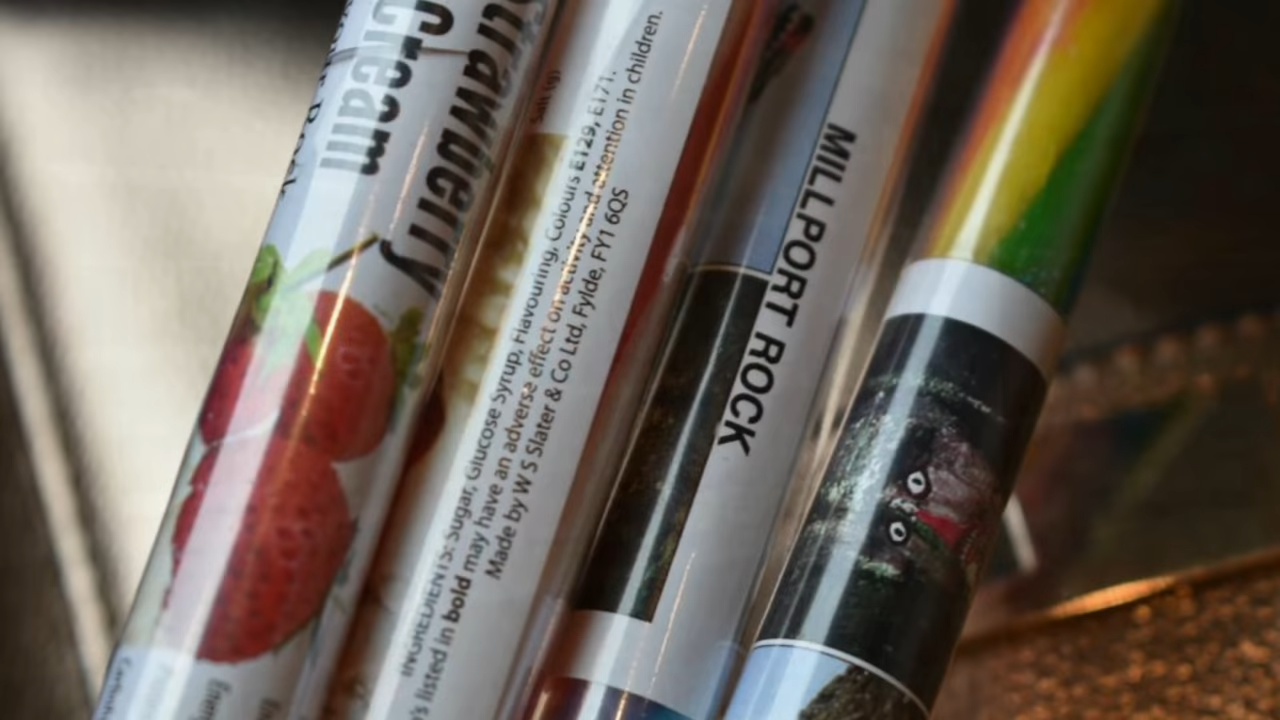 Strawberry
Cream
Rock
INGREDIENTS: Sugar, Glucose Syrup, Flavouring, Colours E129, E171.
listed in bold may have an adverse effect on activity and attention in children.
Made by W S Slater & Co Ltd, Fylde, FY1 6QS
MILLPORT ROCK